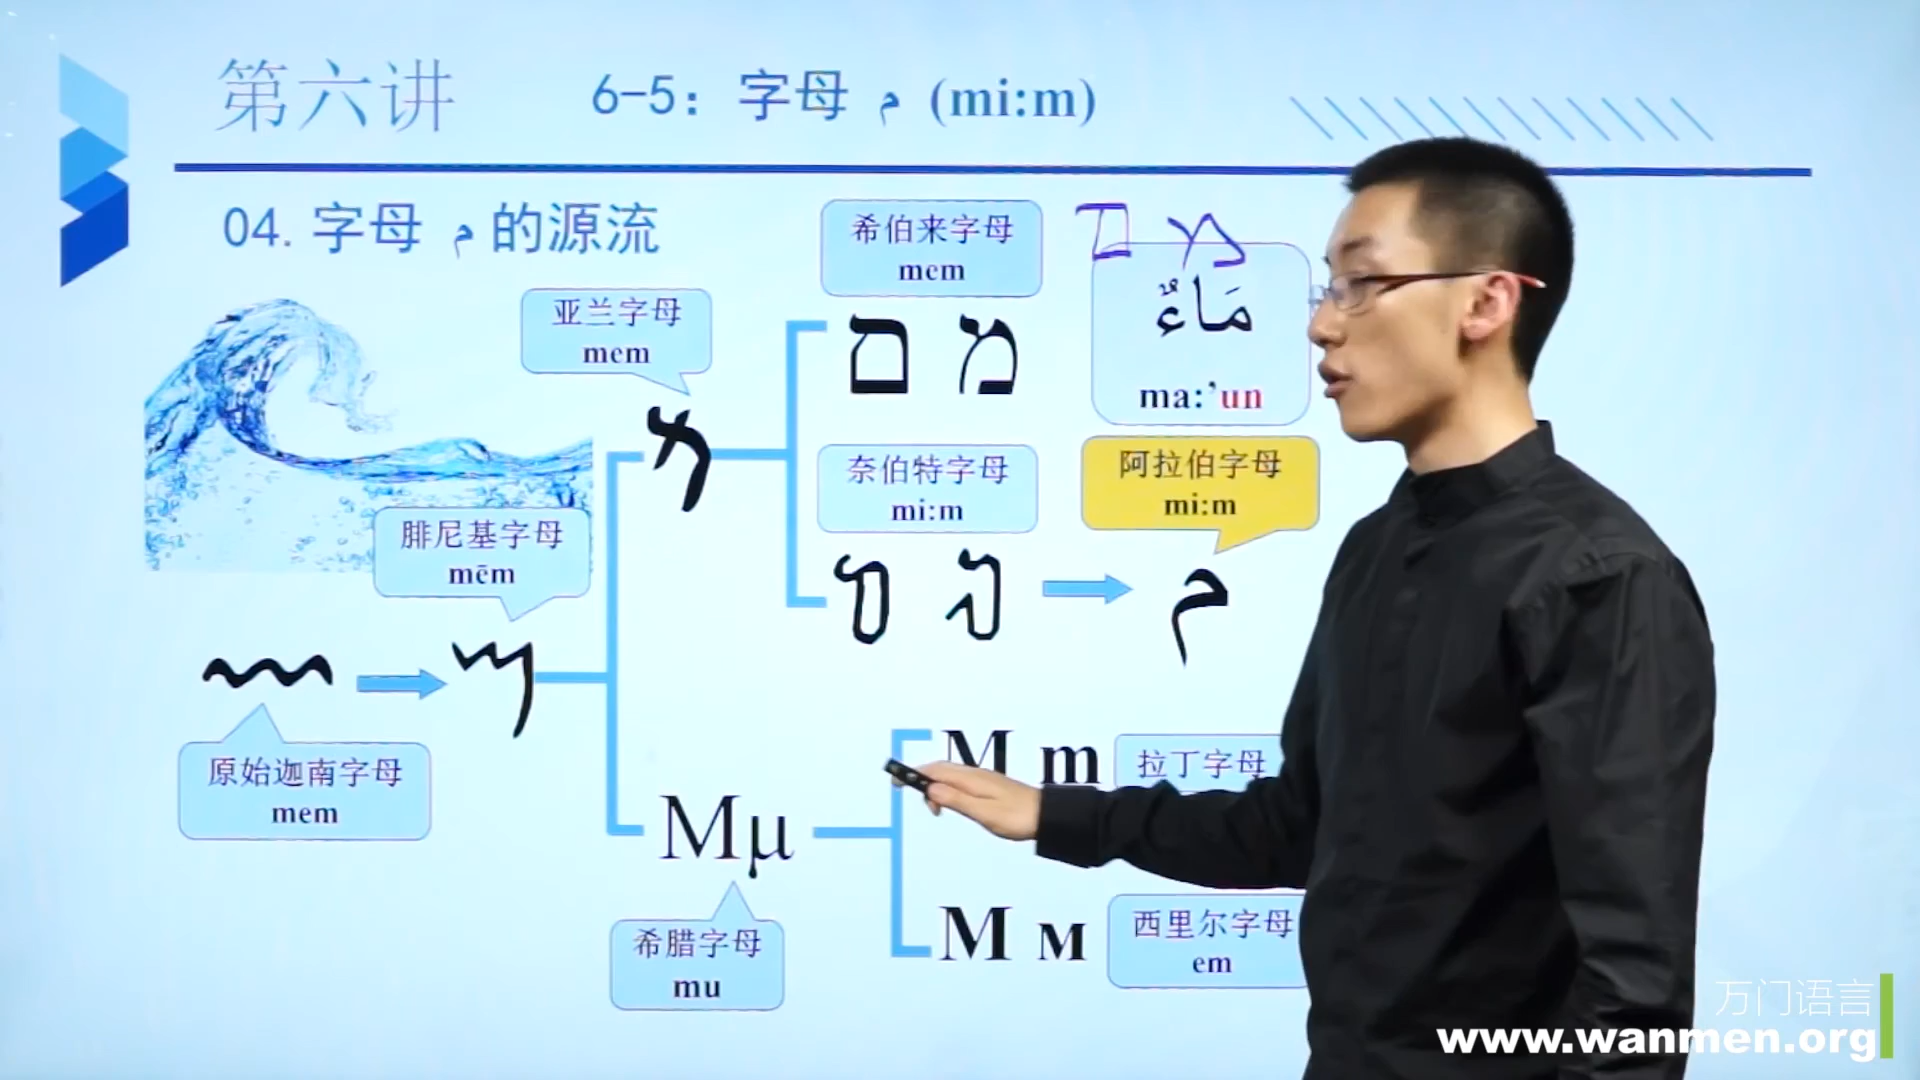 第六讲
6-5: 字母 م (mi:m)
04. 字母 م 的源流
希伯来字母
mem
ם מ
亚兰字母
mem
ם מ
مَاءٌ
ma:’un
奈伯特字母
mi:m
阿拉伯字母
mi:m
م
腓尼基字母
mēm
原始迦南字母
mem
M m
拉丁字母
Μμ
希腊字母
mu
М м
西里尔字母
em
万门语言
www.wanmen.org